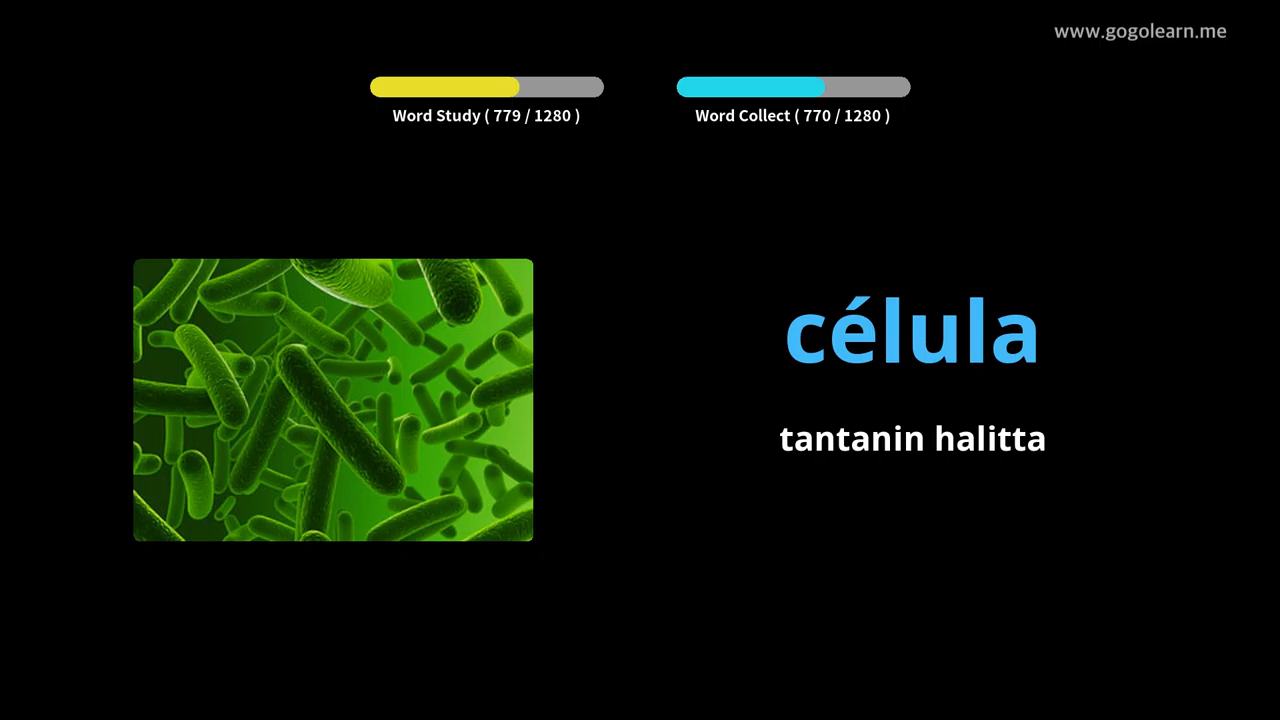 www.gogolearn.me
Word Study ( 779 / 1280 )
Word Collect ( 770 / 1280 )
célula
tantanin halitta